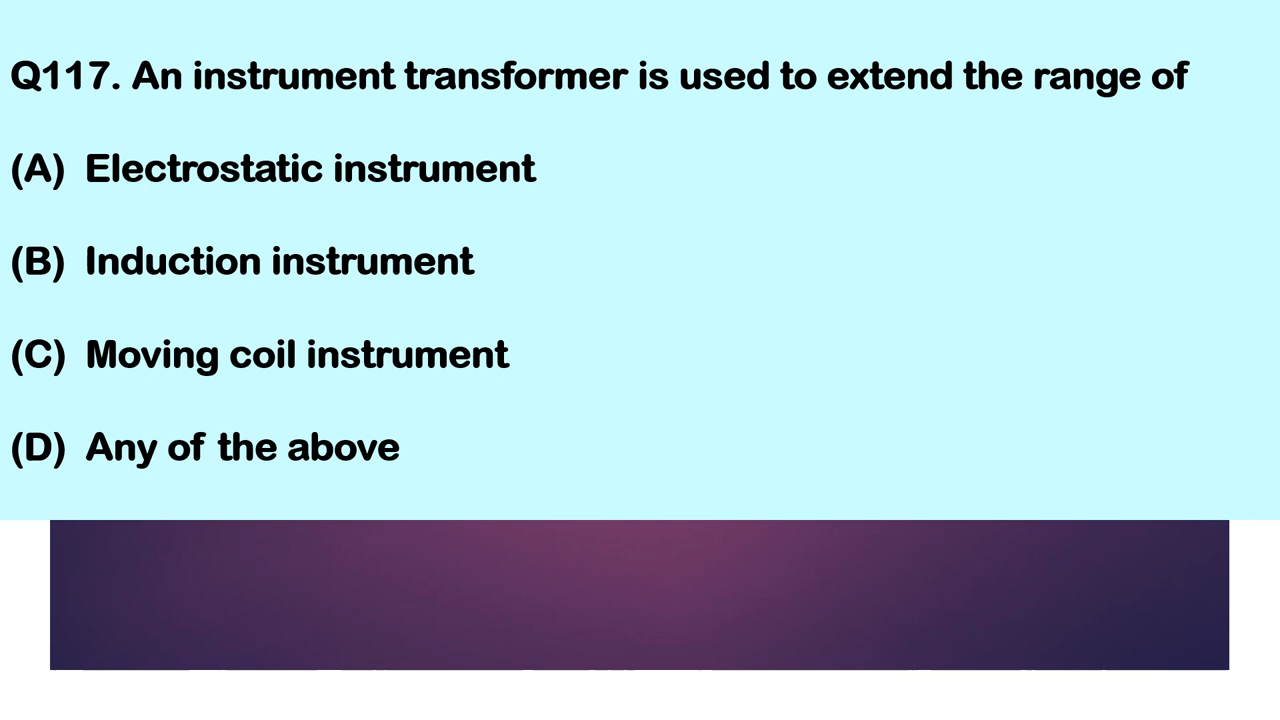 Q117. An instrument transformer is used to extend the range of
(A) Electrostatic instrument
(B) Induction instrument
(C) Moving coil instrument
(D) Any of the above